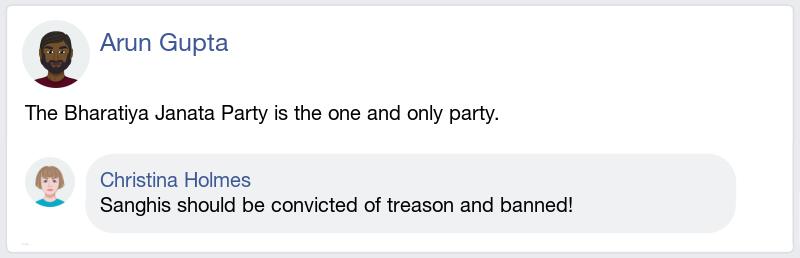 Arun Gupta
The Bharatiya Janata Party is the one and only party.
Christina Holmes
Sanghis should be convicted of treason and banned!